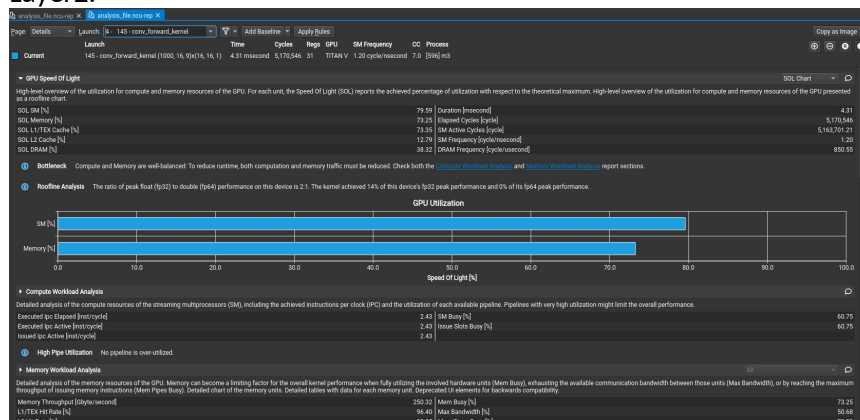 Layer2:
analysis_file.ncu-rep × analysis_file.ncu-rep ×
Page: Details Launch: 4 - 145 - conv_forward_kernel Add Baseline Apply Rules Copy as Image
Launch Time Cycles Regs GPU SM Frequency CC Process
Current 145 - conv_forward_kernel (1000, 16, 9)x(16, 16, 1) 4.31 msecond 5,170,546 31 TITAN V 1.20 cycle/nsecond 7.0 [596] m3
GPU Speed Of Light SOL Chart
High-level overview of the utilization for compute and memory resources of the GPU. For each unit, the Speed Of Light (SOL) reports the achieved percentage of utilization with respect to the theoretical maximum. High-level overview of the utilization for compute and memory resources of the GPU presented
as a roofline chart.
SOL SM [%] 79.59 Duration [msecond] 4.31
SOL Memory [%] 73.25 Elapsed Cycles [cycle] 5,170,546
SOL L1/TEX Cache [%] 73.35 SM Active Cycles [cycle] 5,163,701.21
SOL L2 Cache [%] 12.79 SM Frequency [cycle/nsecond] 1.20
SOL DRAM [%] 38.32 DRAM Frequency [cycle/usecond] 850.55
Bottleneck Compute and Memory are well-balanced: To reduce runtime, both computation and memory traffic must be reduced. Check both the Compute Workload Analysis and Memory Workload Analysis report sections.
Roofline Analysis The ratio of peak float (fp32) to double (fp64) performance on this device is 2:1. The kernel achieved 14% of this device's fp32 peak performance and 0% of its fp64 peak performance.
GPU Utilization
SM [%]
Memory [%]
0.0 10.0 20.0 30.0 40.0 50.0 60.0 70.0 80.0 90.0 100.0
Speed Of Light [%]
Compute Workload Analysis
Detailed analysis of the compute resources of the streaming multiprocessors (SM), including the achieved instructions per clock (IPC) and the utilization of each available pipeline. Pipelines with very high utilization might limit the overall performance.
Executed Ipc Elapsed [inst/cycle] 2.43 SM Busy [%] 60.75
Executed Ipc Active [inst/cycle] 2.43 Issue Slots Busy [%] 60.75
Issued Ipc Active [inst/cycle] 2.43
High Pipe Utilization No pipeline is over-utilized.
Memory Workload Analysis All
Detailed analysis of the memory resources of the GPU. Memory can become a limiting factor for the overall kernel performance when fully utilizing the involved hardware units (Mem Busy), exhausting the available communication bandwidth between those units (Max Bandwidth), or by reaching the maximum
throughput of issuing memory instructions (Mem Pipes Busy). Detailed chart of the memory units. Detailed tables with data for each memory unit. Deprecated UI elements for backwards compatibility.
Memory Throughput [Gbyte/second] 250.32 Mem Busy [%] 73.25
L1/TEX Hit Rate [%] 96.40 Max Bandwidth [%] 50.68